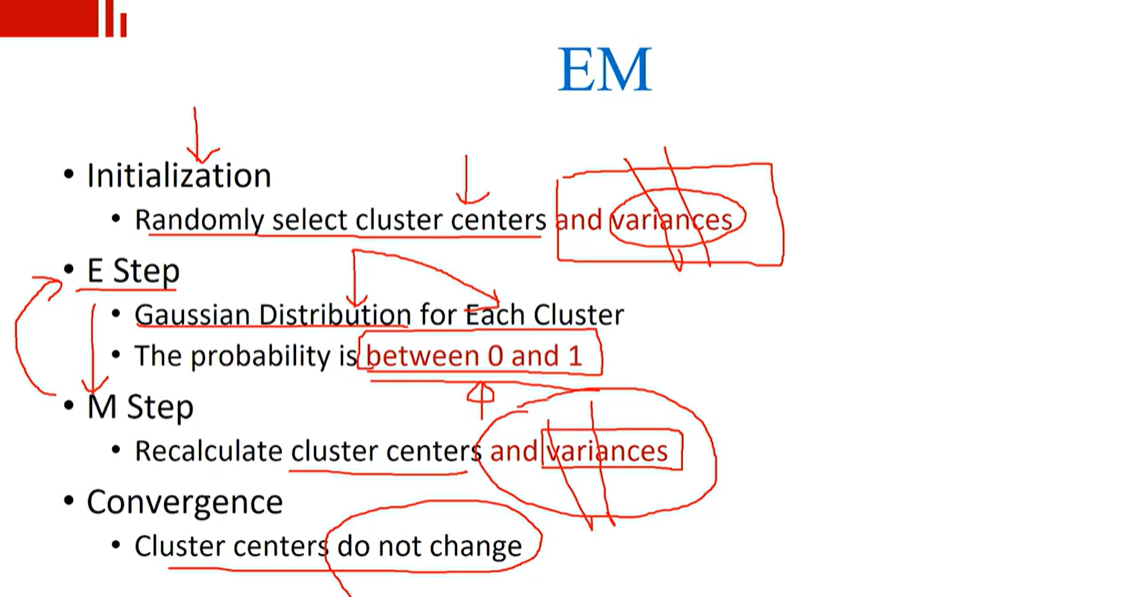 EM
• Initialization
• Randomly select cluster centers and variances
• E Step
• Gaussian Distribution for Each Cluster
• The probability is between 0 and 1
• M Step
• Recalculate cluster centers and variances
• Convergence
• Cluster centers do not change